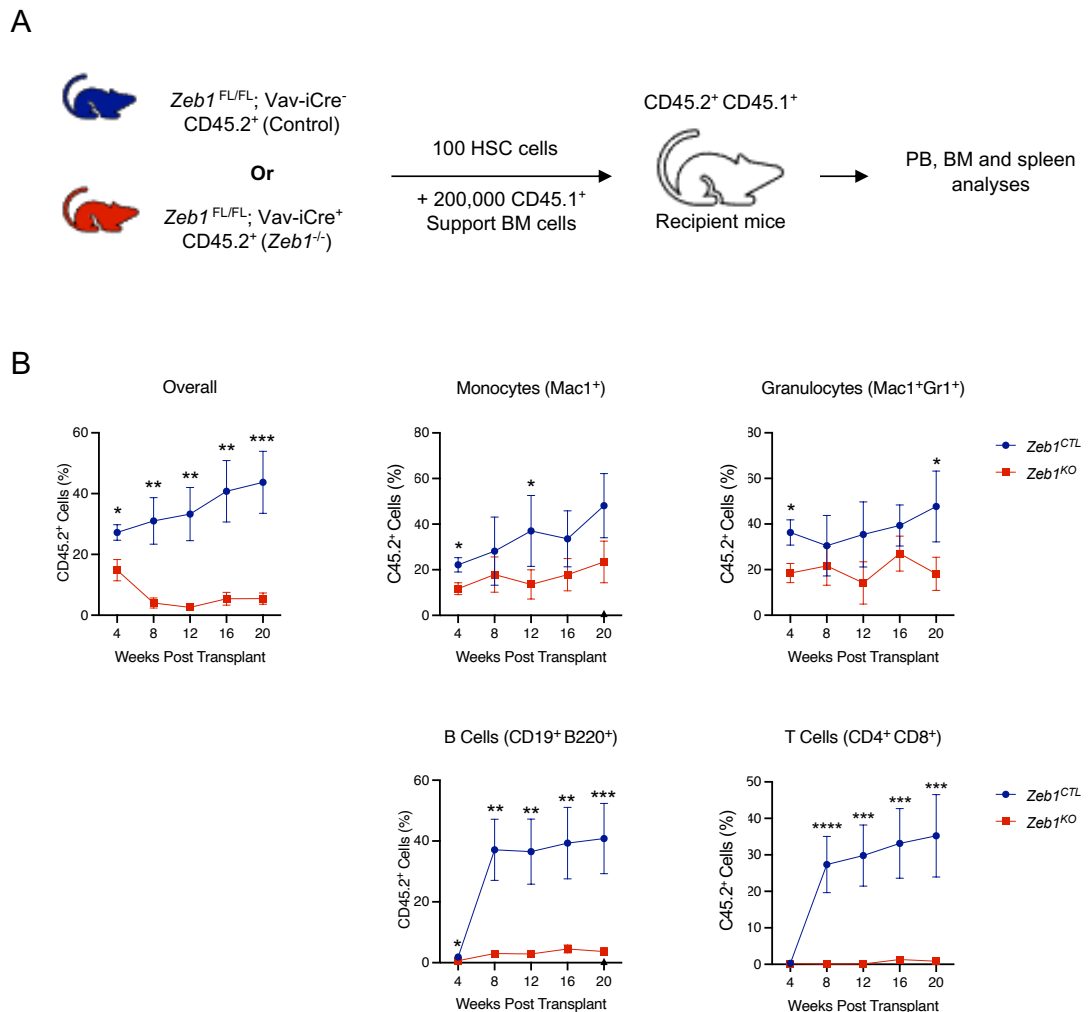 A
Zeb1 FL/FL; Vav-iCre-
CD45.2+ (Control)
Or
Zeb1 FL/FL; Vav-iCre+
CD45.2+ (Zeb1-/-)
100 HSC cells
+ 200,000 CD45.1+
Support BM cells
CD45.2+ CD45.1+
Recipient mice
PB, BM and spleen
analyses
B
Overall
CD45.2+ Cells (%)
60
40
20
0
* ** ** ** ***
4 8 12 16 20
Weeks Post Transplant
Monocytes (Mac1+)
C45.2+ Cells (%)
80
60
40
20
0
* *
4 8 12 16 20
Weeks Post Transplant
Granulocytes (Mac1+Gr1+)
C45.2+ Cells (%)
80
60
40
20
0
* *
4 8 12 16 20
Weeks Post Transplant
Zeb1CTL
Zeb1KO
B Cells (CD19+ B220+)
CD45.2+ Cells (%)
60
40
20
0
* ** ** ** ***
4 8 12 16 20
Weeks Post Transplant
T Cells (CD4+ CD8+)
C45.2+ Cells (%)
50
40
30
20
10
0
**** *** *** ***
4 8 12 16 20
Weeks Post Transplant
Zeb1CTL
Zeb1KO